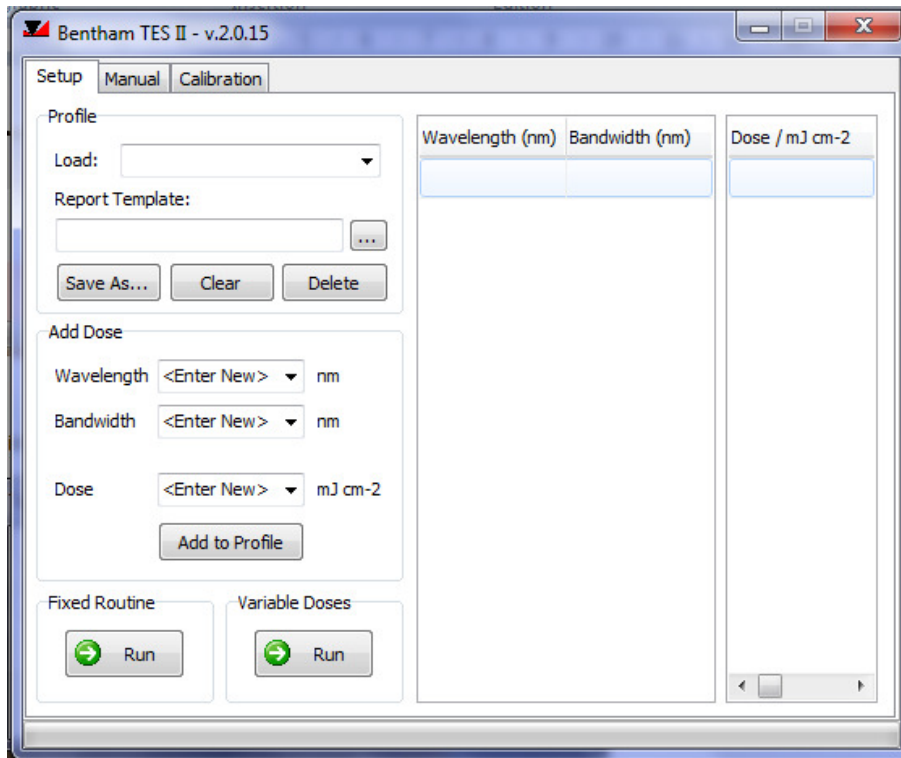 Bentham TES II - v.2.0.15
Setup Manual Calibration
Profile
Load:
Report Template:
...
Save As... Clear Delete
Add Dose
Wavelength <Enter New> nm
Bandwidth <Enter New> nm
Dose <Enter New> mJ cm-2
Add to Profile
Fixed Routine
Run
Variable Doses
Run
Wavelength (nm) Bandwidth (nm)
Dose / mJ cm-2